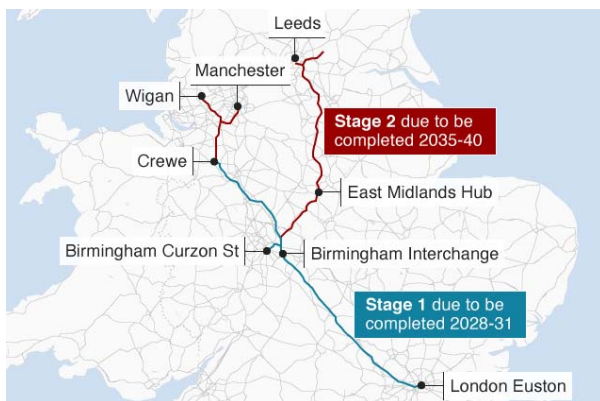 Leeds
Manchester
Wigan
Stage 2 due to be
completed 2035-40
Crewe
East Midlands Hub
Birmingham Curzon St
Birmingham Interchange
Stage 1 due to be
completed 2028-31
London Euston